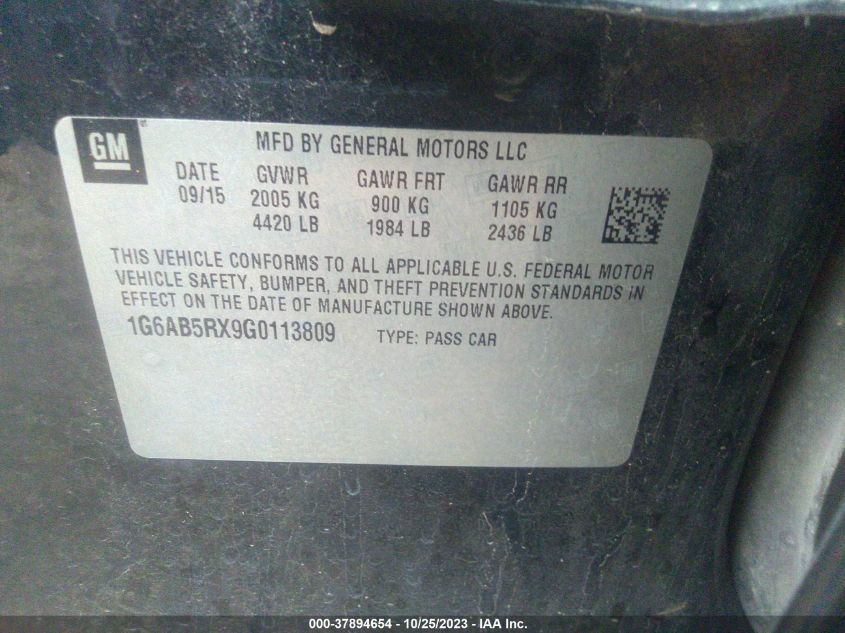 GM
MFD BY GENERAL MOTORS LLC
DATE GVWR GAWR FRT GAWR RR
09/15 2005 KG 900 KG 1105 KG
4420 LB 1984 LB 2436 LB
THIS VEHICLE CONFORMS TO ALL APPLICABLE U.S. FEDERAL MOTOR
VEHICLE SAFETY, BUMPER, AND THEFT PREVENTION STANDARDS IN
EFFECT ON THE DATE OF MANUFACTURE SHOWN ABOVE.
1G6AB5RX9G0113809 TYPE: PASS CAR
000-37894654 - 10/25/2023 - IAA Inc.